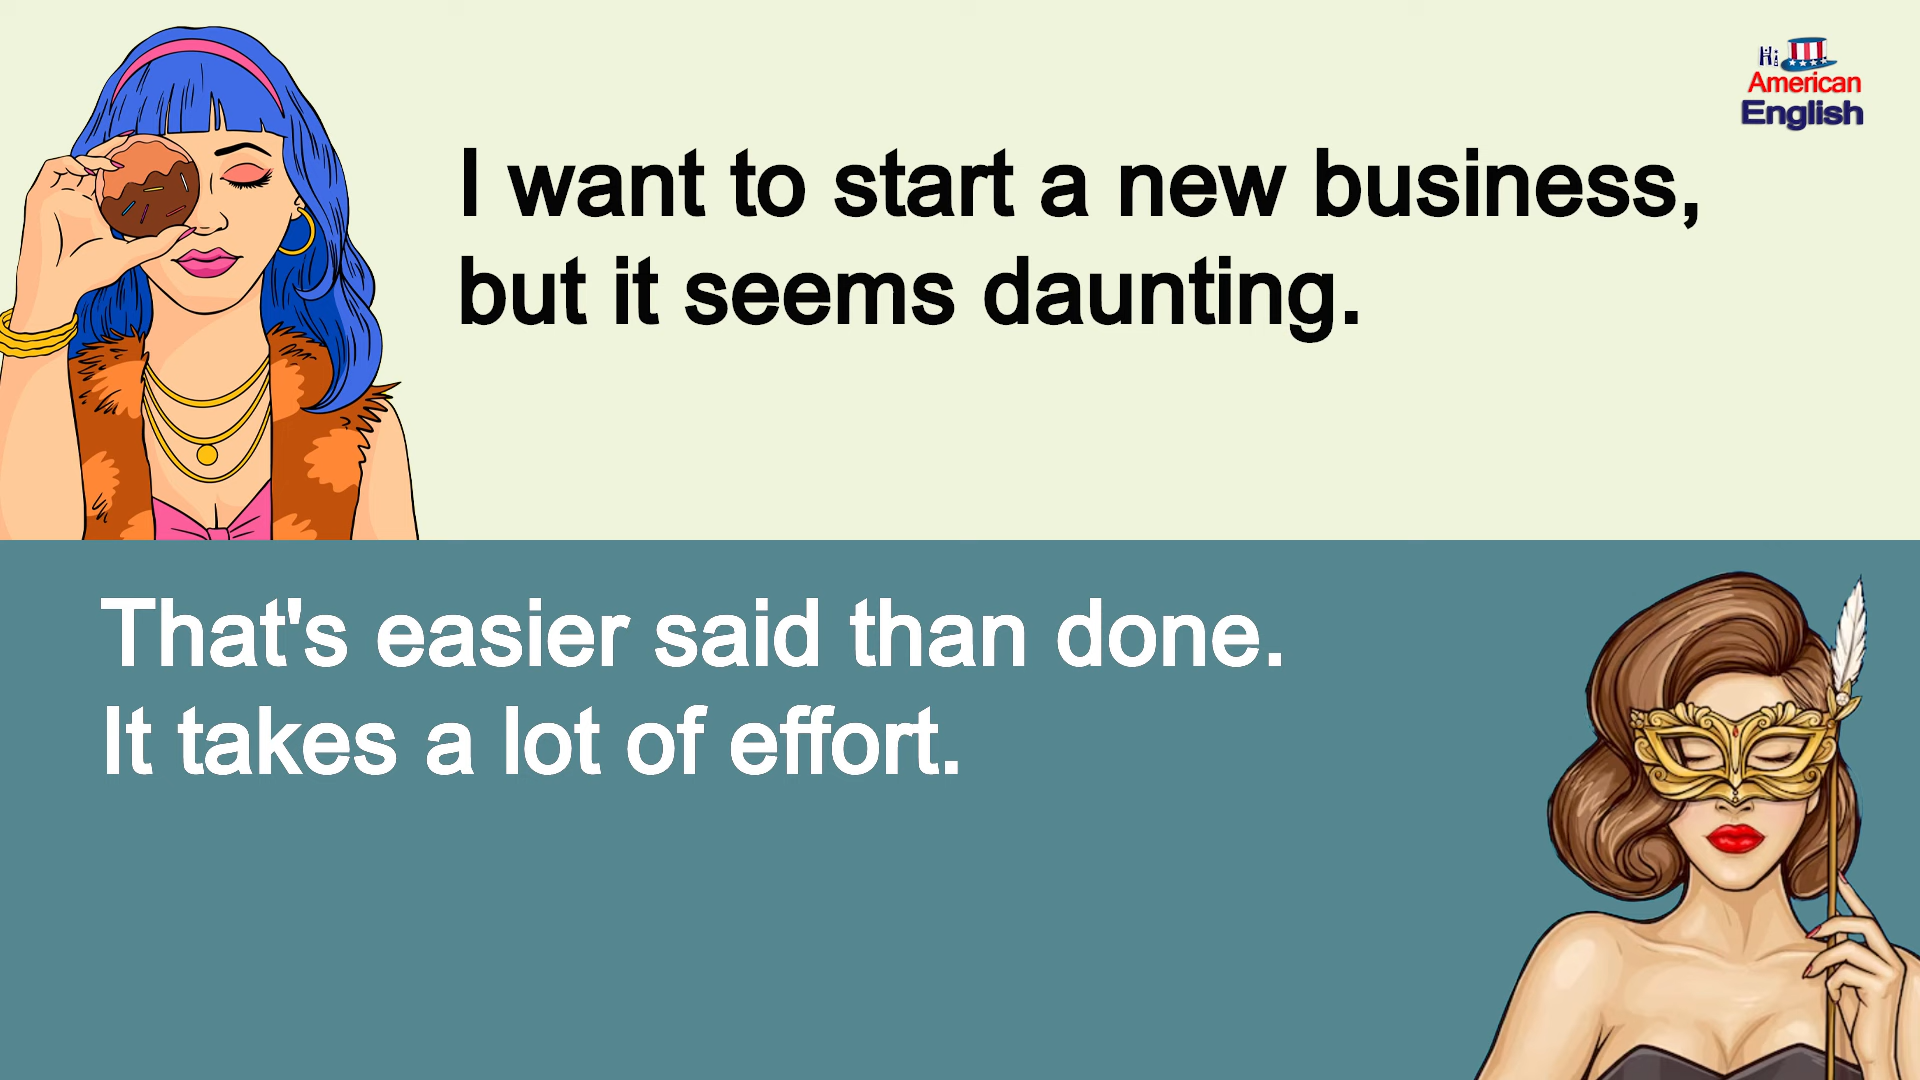 Hi
American
English
I want to start a new business,
but it seems daunting.
That's easier said than done.
It takes a lot of effort.